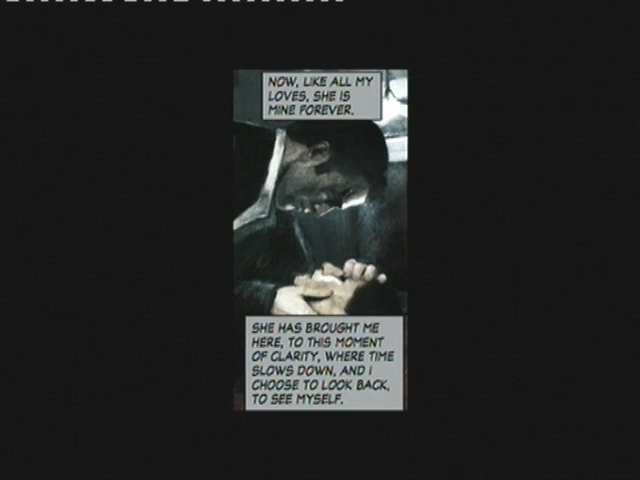 NOW, LIKE ALL MY
LOVES, SHE IS
MINE FOREVER.
SHE HAS BROUGHT ME
HERE, TO THIS MOMENT
OF CLARITY, WHERE TIME
SLOWS DOWN, AND I
CHOOSE TO LOOK BACK,
TO SEE MYSELF.